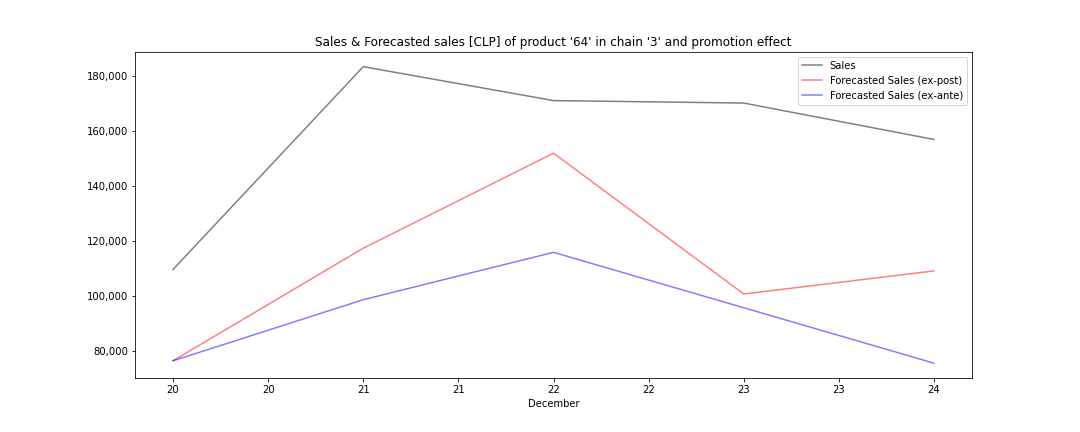 Sales & Forecasted sales [CLP] of product '64' in chain '3' and promotion effect
Sales
Forecasted Sales (ex-post)
Forecasted Sales (ex-ante)
180,000
160,000
140,000
120,000
100,000
80,000
20 20 21 21 22 22 23 23 24
December